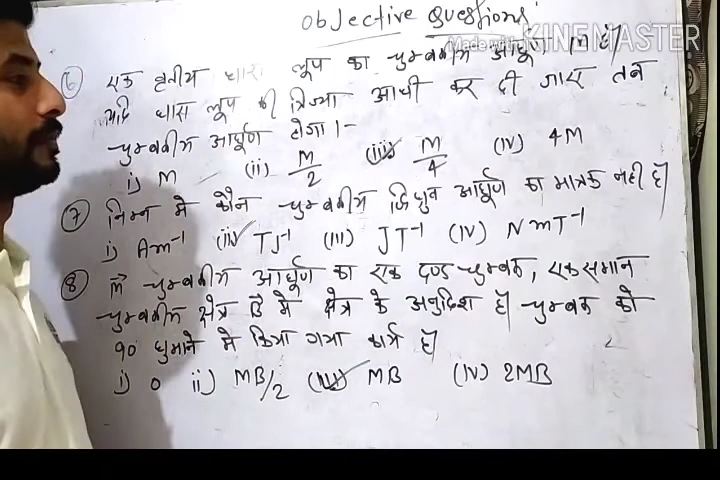 Objective Questions
Made with KINEMASTER
⑥ एक वृतीय धारा लूप का चुम्बकीय आघूर्ण M है।
यदि धारा लूप की त्रिज्या आधी कर दी जाए तब
चुम्बकीय आघूर्ण होगा।-
i) M (ii) M/2 (iii) M/4 (iv) 4M
⑦ निम्न मे कौन चुम्बकीय द्विध्रुव आघूर्ण का मात्रक नही है
i) Am⁻¹ (ii) TJ⁻¹ (iii) JT⁻¹ (iv) NmT⁻¹
⑧ m⃗ चुम्बकीय आघूर्ण का एक दण्ड चुम्बक, एकसमान
चुम्बकीय क्षेत्र B⃗ मे क्षेत्र के अनुदिश है। चुम्बक को
90 घुमाने मे किया गया कार्य है
i) 0 ii) MB/2 (iii) MB (iv) 2MB